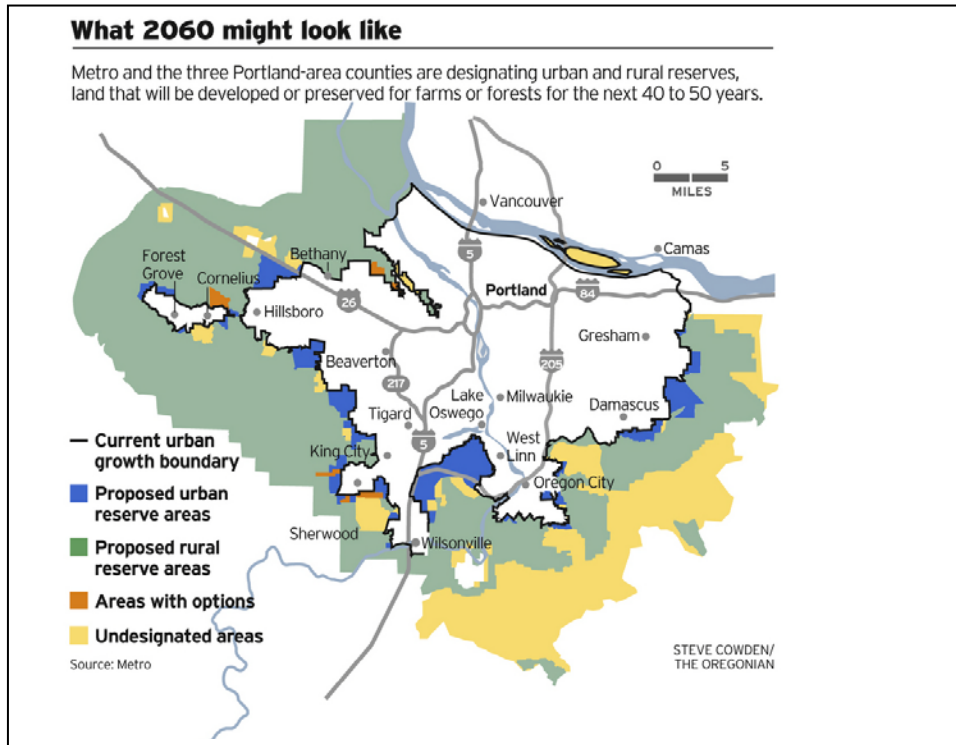 What 2060 might look like
Metro and the three Portland-area counties are designating urban and rural reserves,
land that will be developed or preserved for farms or forests for the next 40 to 50 years.
0 5
MILES
Vancouver
Camas
5
Forest
Grove
Cornelius
Bethany
26
Portland
84
Hillsboro
Gresham
Beaverton
217
205
Lake
Oswego
Milwaukie
Damascus
Tigard
5
King City
West
Linn
Oregon City
Sherwood
Wilsonville
Current urban
growth boundary
Proposed urban
reserve areas
Proposed rural
reserve areas
Areas with options
Undesignated areas
Source: Metro
STEVE COWDEN/
THE OREGONIAN